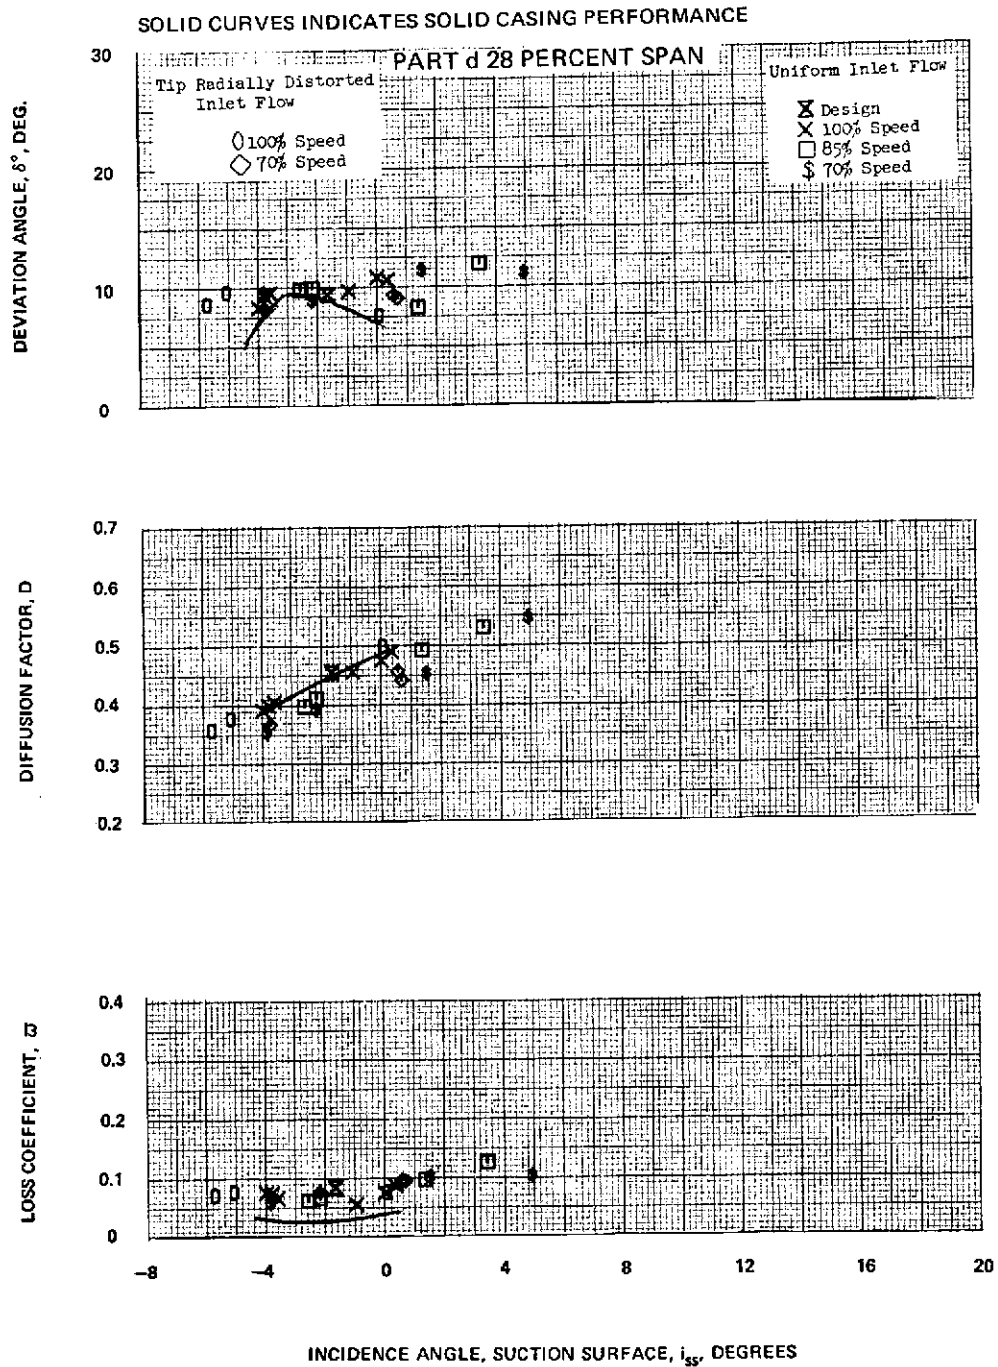 SOLID CURVES INDICATES SOLID CASING PERFORMANCE
PART d 28 PERCENT SPAN
Tip Radially Distorted
Inlet Flow
100% Speed
70% Speed
Uniform Inlet Flow
Design
100% Speed
85% Speed
$ 70% Speed
DEVIATION ANGLE, δ°, DEG.
30
20
10
0
DIFFUSION FACTOR, D
0.7
0.6
0.5
0.4
0.3
0.2
LOSS COEFFICIENT, ϖ
0.4
0.3
0.2
0.1
0
−8
−4
0
4
8
12
16
20
INCIDENCE ANGLE, SUCTION SURFACE, iss, DEGREES